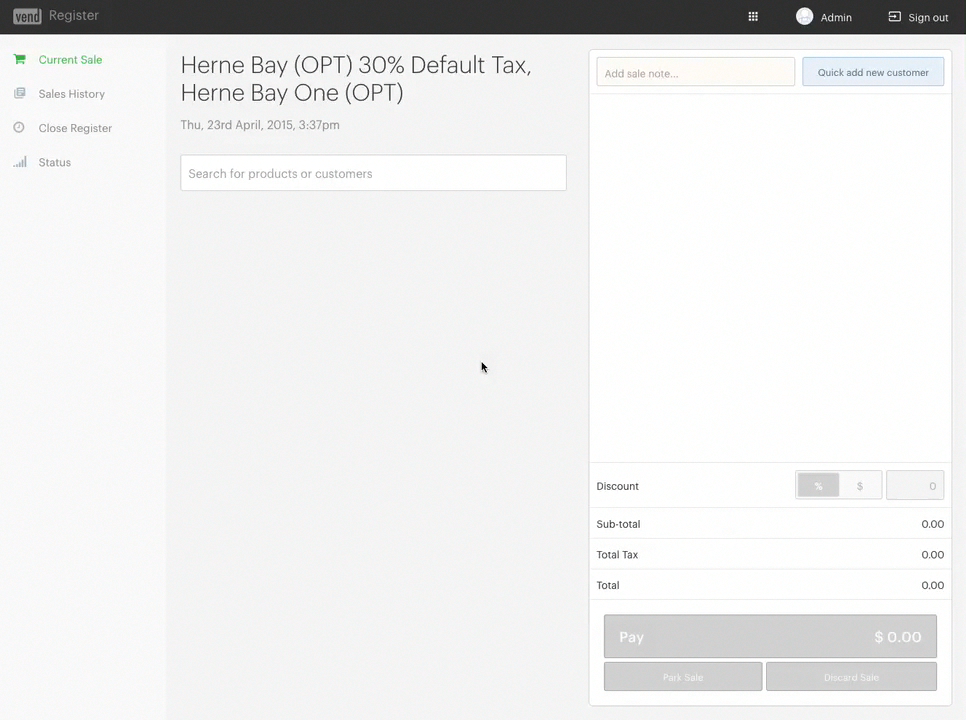 vend Register
Admin
Sign out
Current Sale
Sales History
Close Register
Status
Herne Bay (OPT) 30% Default Tax,
Herne Bay One (OPT)
Thu, 23rd April, 2015, 3:37pm
Search for products or customers
Add sale note...
Quick add new customer
Discount
%
$
0
Sub-total 0.00
Total Tax 0.00
Total 0.00
Pay $ 0.00
Park Sale
Discard Sale